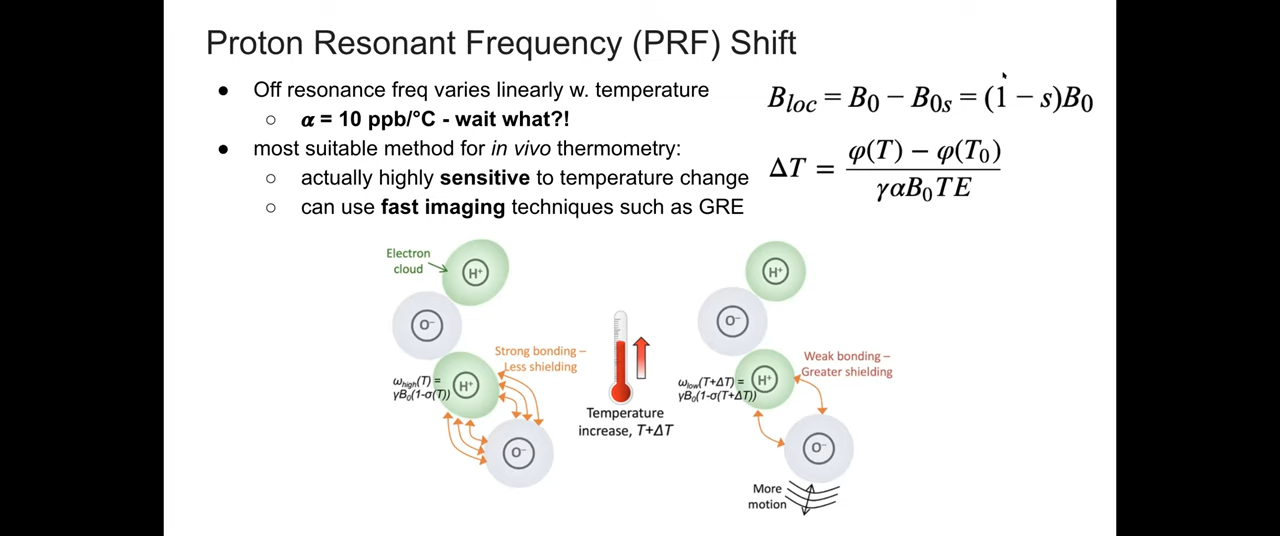 Proton Resonant Frequency (PRF) Shift
● Off resonance freq varies linearly w. temperature
○ α = 10 ppb/°C - wait what?!
● most suitable method for in vivo thermometry:
○ actually highly sensitive to temperature change
○ can use fast imaging techniques such as GRE
B_loc = B_0 − B_0s = (1 − s)B_0
ΔT = (φ(T) − φ(T_0)) / (γαB_0TE)
Electron
cloud
H⁺
O⁻
Strong bonding –
Less shielding
ω_high(T) =
γB_0(1-σ(T))
H⁺
O⁻
Temperature
increase, T+ΔT
H⁺
O⁻
Weak bonding –
Greater shielding
ω_low(T+ΔT) =
γB_0(1-σ(T+ΔT))
H⁺
O⁻
More
motion